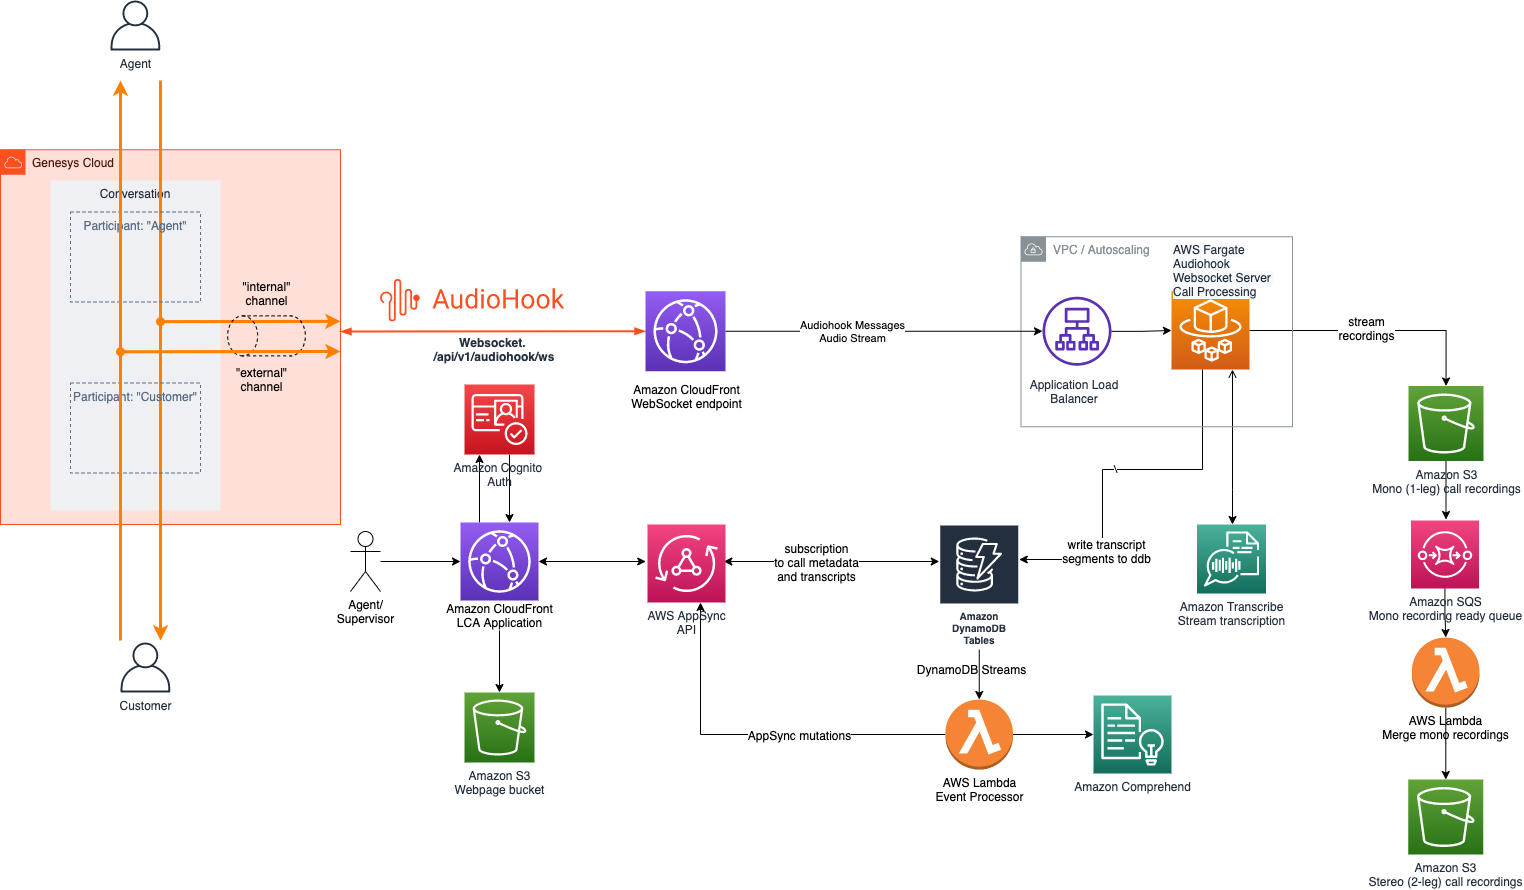 Agent
Genesys Cloud
Conversation
Participant: "Agent"
"internal"
channel
"external"
channel
Participant: "Customer"
Customer
AudioHook
Websocket.
/api/v1/audiohook/ws
Amazon CloudFront
WebSocket endpoint
Audiohook Messages
Audio Stream
VPC / Autoscaling
AWS Fargate
Audiohook
Websocket Server
Call Processing
Application Load
Balancer
stream
recordings
Amazon S3
Mono (1-leg) call recordings
Amazon Cognito
Auth
Agent/
Supervisor
Amazon CloudFront
LCA Application
AWS AppSync
API
subscription
to call metadata
and transcripts
Amazon
DynamoDB
Tables
write transcript
segments to ddb
Amazon Transcribe
Stream transcription
Amazon SQS
Mono recording ready queue
DynamoDB Streams
AppSync mutations
Amazon S3
Webpage bucket
AWS Lambda
Event Processor
Amazon Comprehend
AWS Lambda
Merge mono recordings
Amazon S3
Stereo (2-leg) call recordings